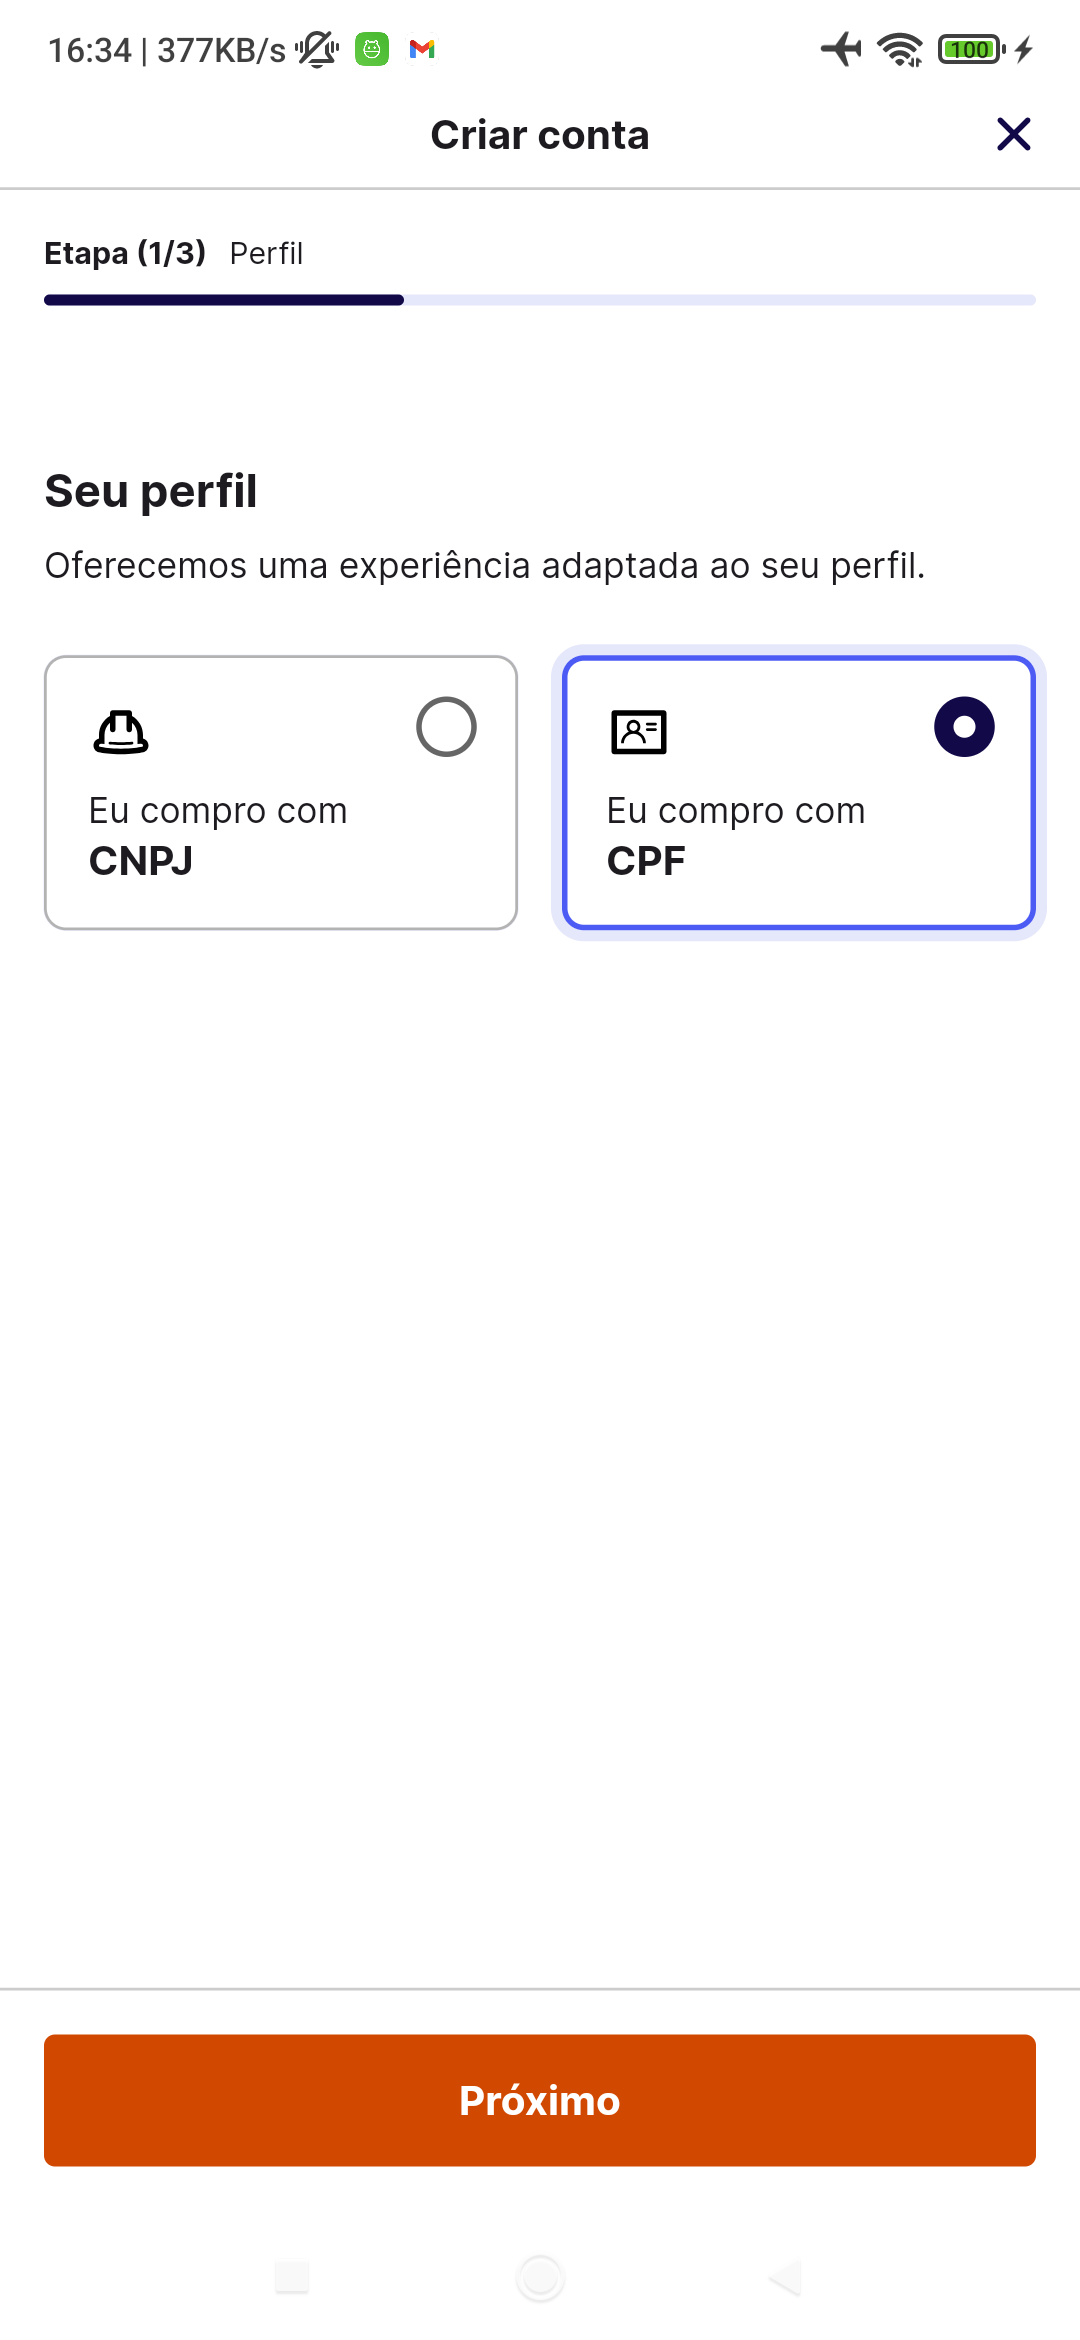 16:34 | 377KB/s
100
Criar conta
Etapa (1/3) Perfil
Seu perfil
Oferecemos uma experiência adaptada ao seu perfil.
Eu compro com
CNPJ
Eu compro com
CPF
Próximo